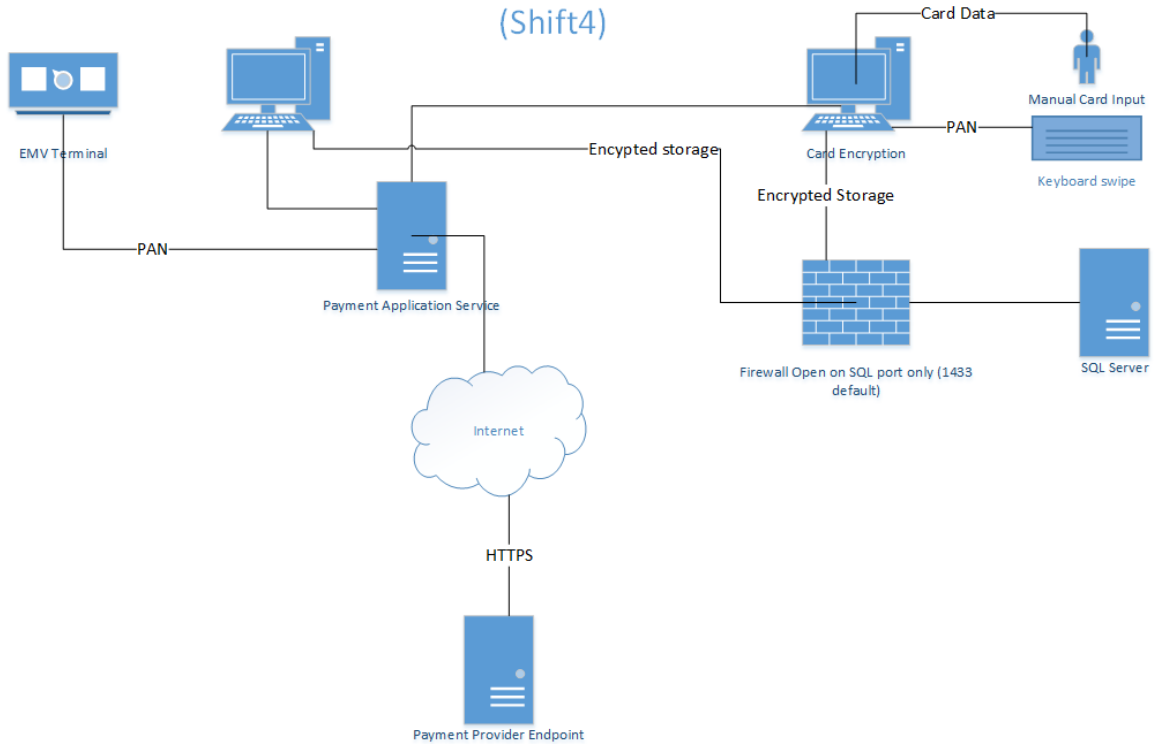 (Shift4)
Card Data
Manual Card Input
EMV Terminal
Encypted storage
Card Encryption
PAN
Keyboard swipe
Encrypted Storage
PAN
Payment Application Service
Firewall Open on SQL port only (1433
default)
SQL Server
Internet
HTTPS
Payment Provider Endpoint